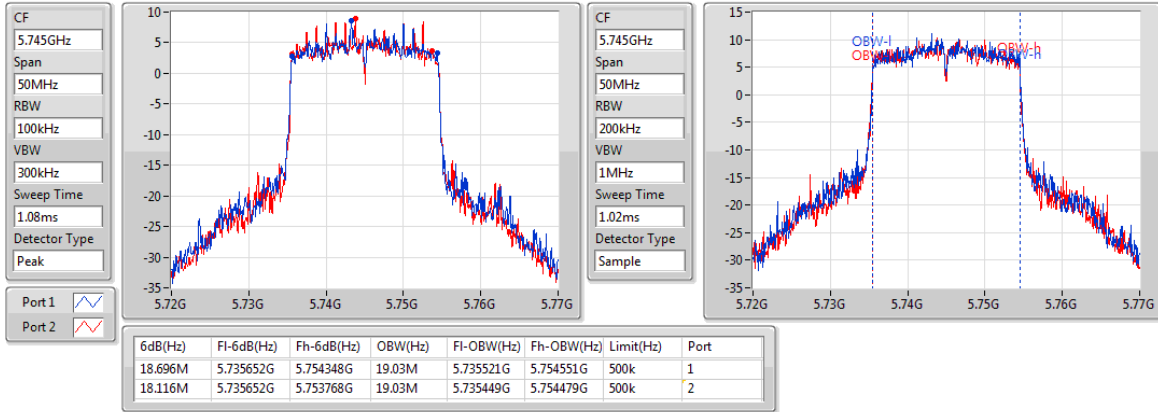 CF
5.745GHz
Span
50MHz
RBW
100kHz
VBW
300kHz
Sweep Time
1.08ms
Detector Type
Peak
Port 1
Port 2
10
5
0
-5
-10
-15
-20
-25
-30
-35
5.72G 5.73G 5.74G 5.75G 5.76G 5.77G
CF
5.745GHz
Span
50MHz
RBW
200kHz
VBW
1MHz
Sweep Time
1.02ms
Detector Type
Sample
15
10
5
0
-5
-10
-15
-20
-25
-30
-35
OBW-l
OBW-h
5.72G 5.73G 5.74G 5.75G 5.76G 5.77G
6dB(Hz) Fl-6dB(Hz) Fh-6dB(Hz) OBW(Hz) Fl-OBW(Hz) Fh-OBW(Hz) Limit(Hz) Port
18.696M 5.735652G 5.754348G 19.03M 5.735521G 5.754551G 500k 1
18.116M 5.735652G 5.753768G 19.03M 5.735449G 5.754479G 500k 2